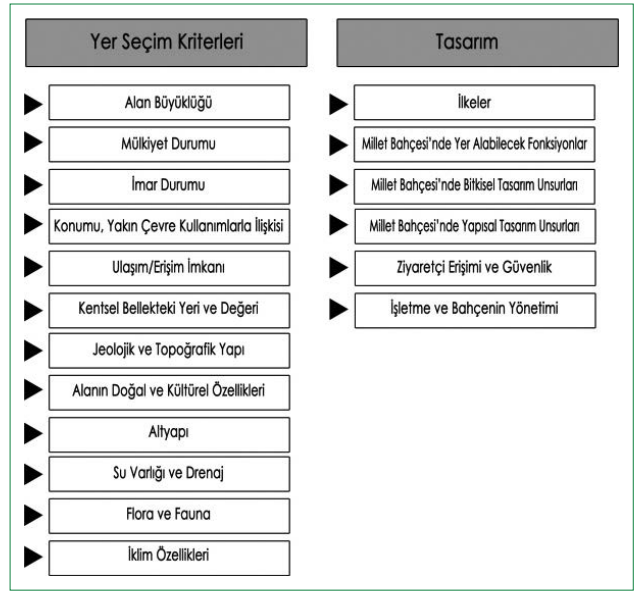 Yer Seçim Kriterleri
Alan Büyüklüğü
Mülkiyet Durumu
İmar Durumu
Konumu, Yakın Çevre Kullanımlarla İlişkisi
Ulaşım/Erişim İmkanı
Kentsel Bellekteki Yeri ve Değeri
Jeolojik ve Topoğrafik Yapı
Alanın Doğal ve Kültürel Özellikleri
Altyapı
Su Varlığı ve Drenaj
Flora ve Fauna
İklim Özellikleri
Tasarım
İlkeler
Millet Bahçesi'nde Yer Alabilecek Fonksiyonlar
Millet Bahçesi'nde Bitkisel Tasarım Unsurları
Millet Bahçesi'nde Yapısal Tasarım Unsurları
Ziyaretçi Erişimi ve Güvenlik
İşletme ve Bahçenin Yönetimi